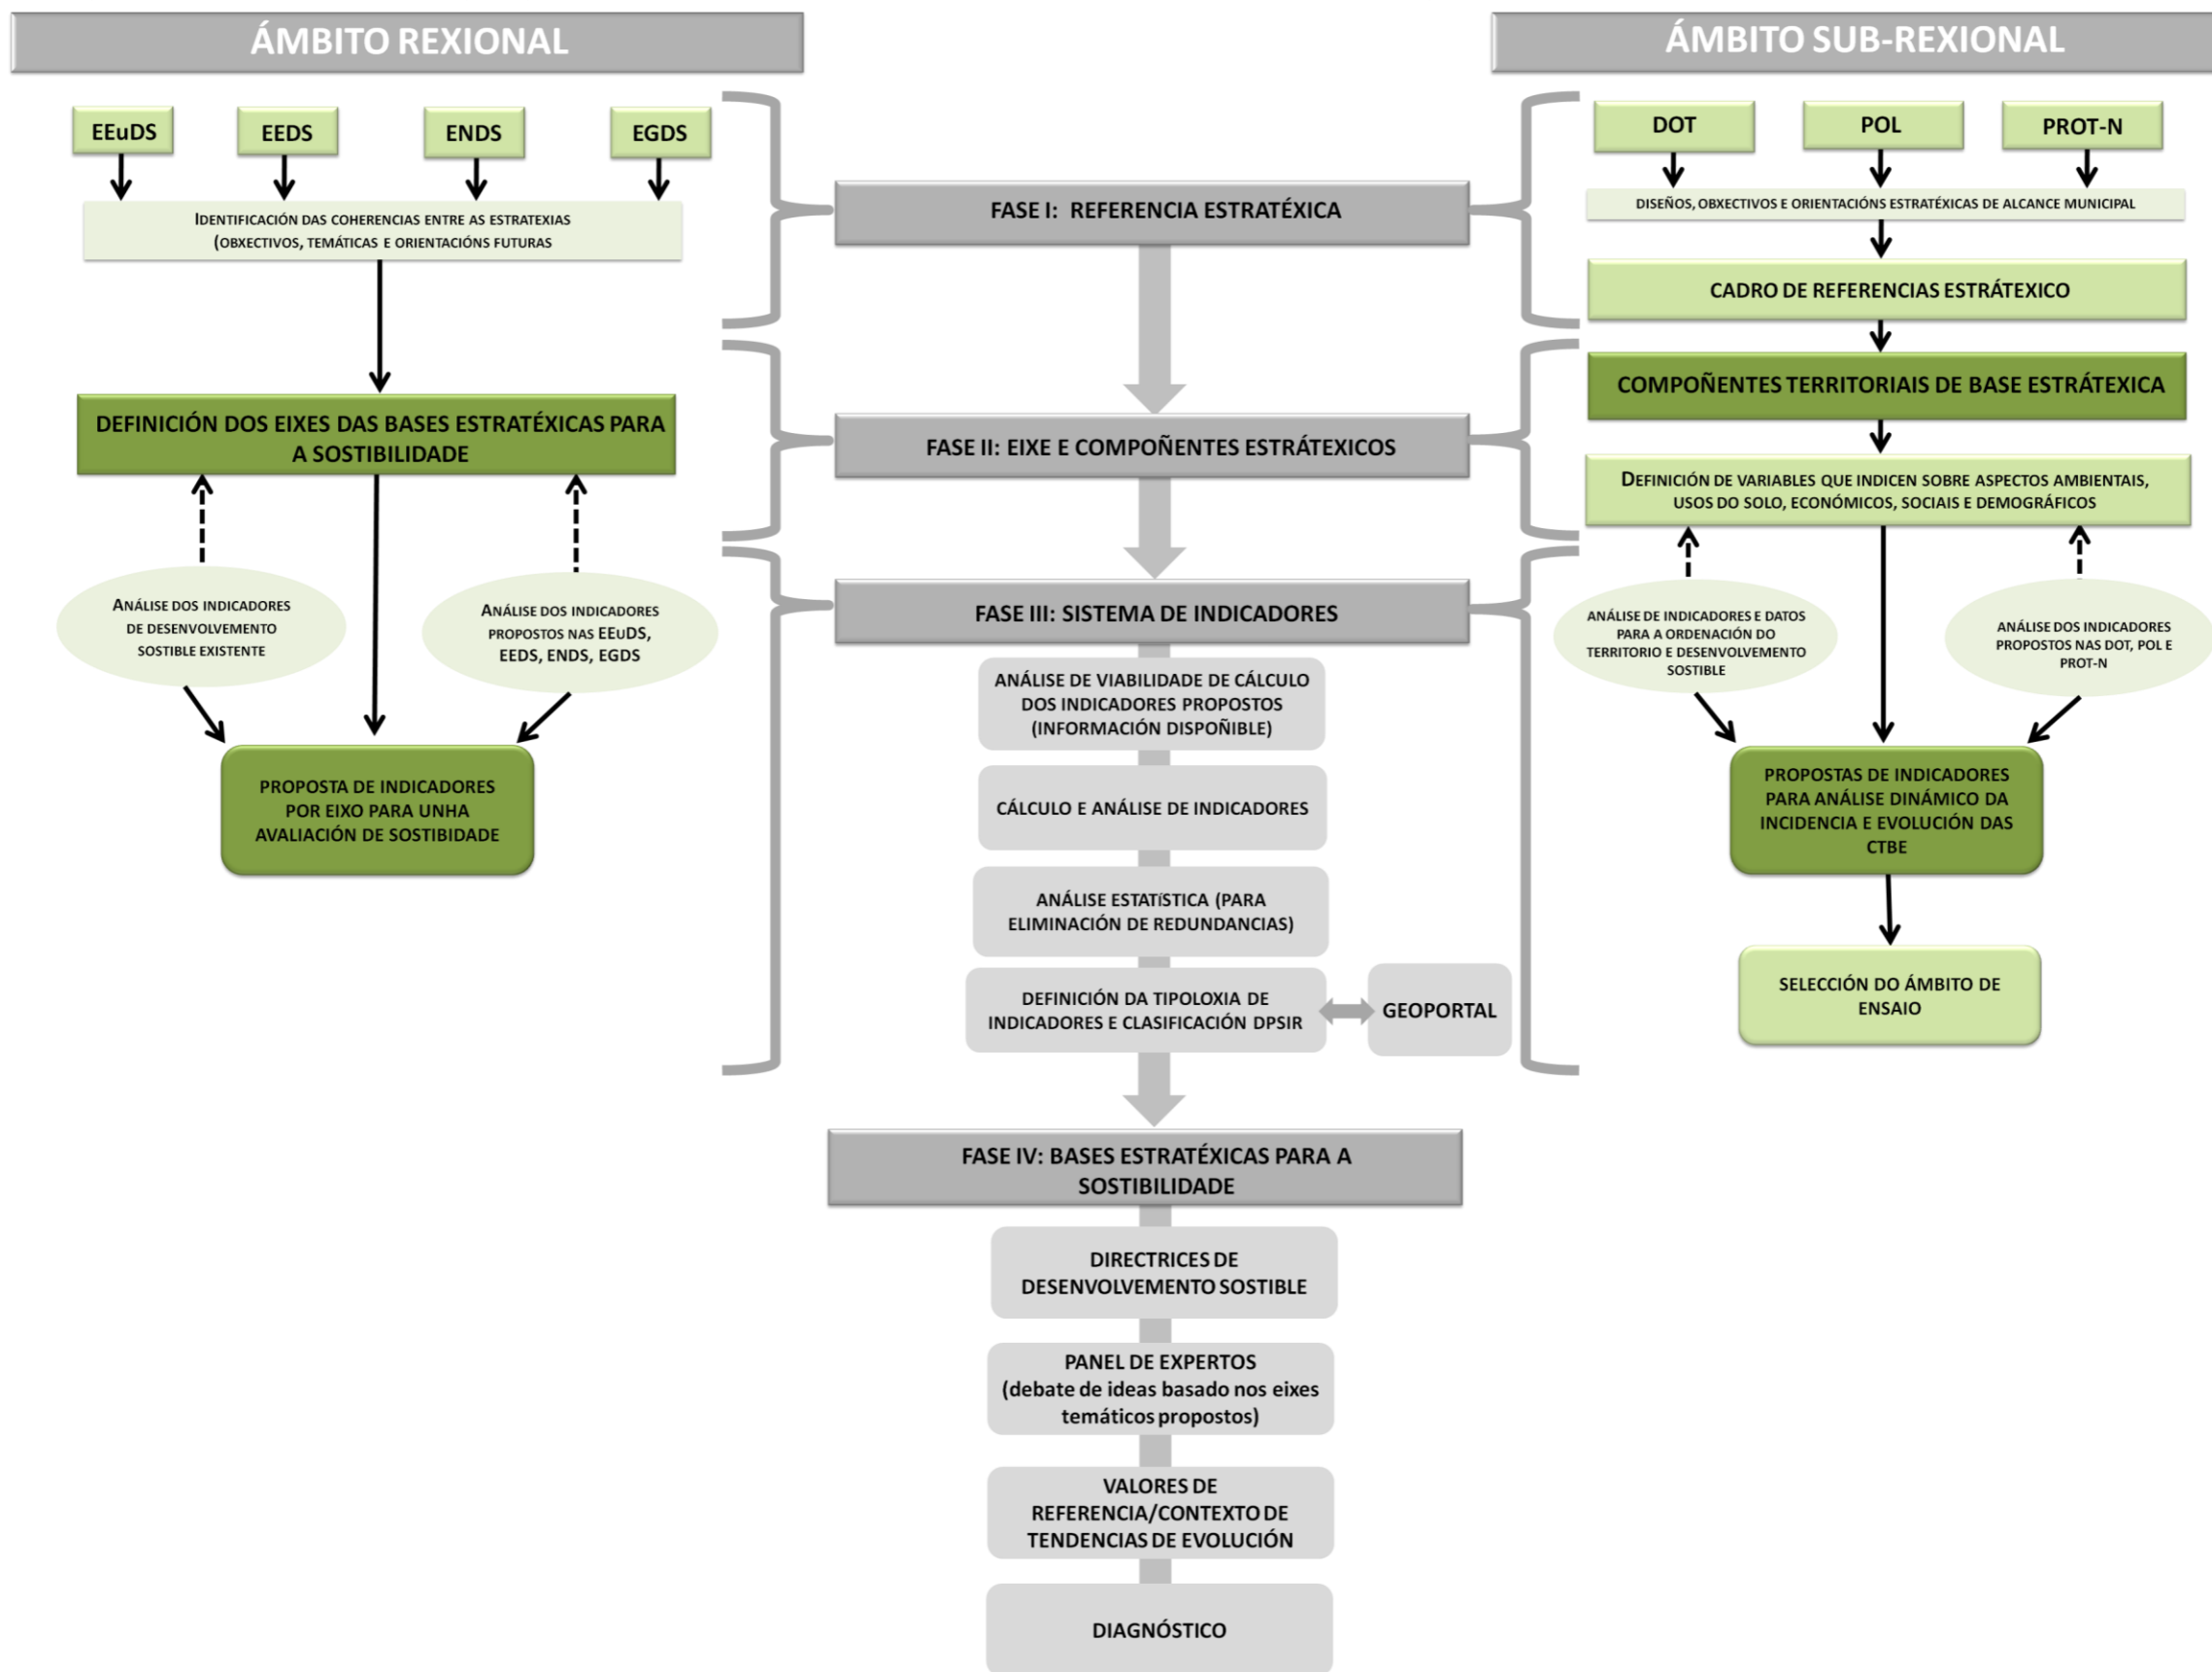 ÁMBITO REXIONAL
EEuDS
EEDS
ENDS
EGDS
IDENTIFICACIÓN DAS COHERENCIAS ENTRE AS ESTRATEXIAS
(OBXECTIVOS, TEMÁTICAS E ORIENTACIÓNS FUTURAS
DEFINICIÓN DOS EIXES DAS BASES ESTRATÉXICAS PARA
A SOSTIBILIDADE
ANÁLISE DOS INDICADORES
DE DESENVOLVEMENTO
SOSTIBLE EXISTENTE
ANÁLISE DOS INDICADORES
PROPOSTOS NAS EEUDS,
EEDS, ENDS, EGDS
PROPOSTA DE INDICADORES
POR EIXO PARA UNHA
AVALIACIÓN DE SOSTIBIDADE
FASE I: REFERENCIA ESTRATÉXICA
FASE II: EIXE E COMPOÑENTES ESTRÁTEXICOS
FASE III: SISTEMA DE INDICADORES
ANÁLISE DE VIABILIDADE DE CÁLCULO
DOS INDICADORES PROPOSTOS
(INFORMACIÓN DISPOÑIBLE)
CÁLCULO E ANÁLISE DE INDICADORES
ANÁLISE ESTATÍSTICA (PARA
ELIMINACIÓN DE REDUNDANCIAS)
DEFINICIÓN DA TIPOLOXIA DE
INDICADORES E CLASIFICACIÓN DPSIR
GEOPORTAL
FASE IV: BASES ESTRATÉXICAS PARA A
SOSTIBILIDADE
DIRECTRICES DE
DESENVOLVEMENTO SOSTIBLE
PANEL DE EXPERTOS
(debate de ideas basado nos eixes
temáticos propostos)
VALORES DE
REFERENCIA/CONTEXTO DE
TENDENCIAS DE EVOLUCIÓN
DIAGNÓSTICO
ÁMBITO SUB-REXIONAL
DOT
POL
PROT-N
DISEÑOS, OBXECTIVOS E ORIENTACIÓNS ESTRATÉXICAS DE ALCANCE MUNICIPAL
CADRO DE REFERENCIAS ESTRÁTEXICO
COMPOÑENTES TERRITORIAIS DE BASE ESTRÁTEXICA
DEFINICIÓN DE VARIABLES QUE INDICEN SOBRE ASPECTOS AMBIENTAIS,
USOS DO SOLO, ECONÓMICOS, SOCIAIS E DEMOGRÁFICOS
ANÁLISE DE INDICADORES E DATOS
PARA A ORDENACIÓN DO
TERRITORIO E DESENVOLVEMENTO
SOSTIBLE
ANÁLISE DOS INDICADORES
PROPOSTOS NAS DOT, POL E
PROT-N
PROPOSTAS DE INDICADORES
PARA ANÁLISE DINÁMICO DA
INCIDENCIA E EVOLUCIÓN DAS
CTBE
SELECCIÓN DO ÁMBITO DE
ENSAIO